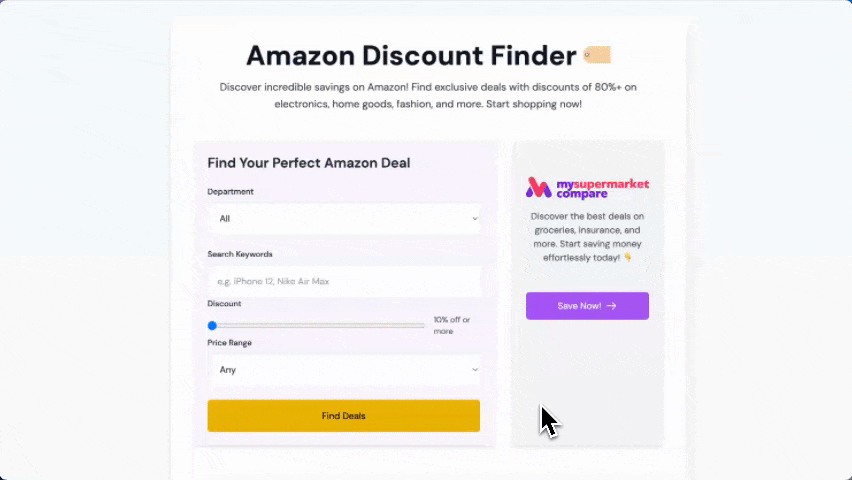 Amazon Discount Finder
Discover incredible savings on Amazon! Find exclusive deals with discounts of 80%+ on
electronics, home goods, fashion, and more. Start shopping now!
Find Your Perfect Amazon Deal
Department
All
Search Keywords
e.g. iPhone 12, Nike Air Max
Discount
10% off or
more
Price Range
Any
Find Deals
mysupermarket
compare
Discover the best deals on
groceries, insurance, and
more. Start saving money
effortlessly today! 👇
Save Now! →